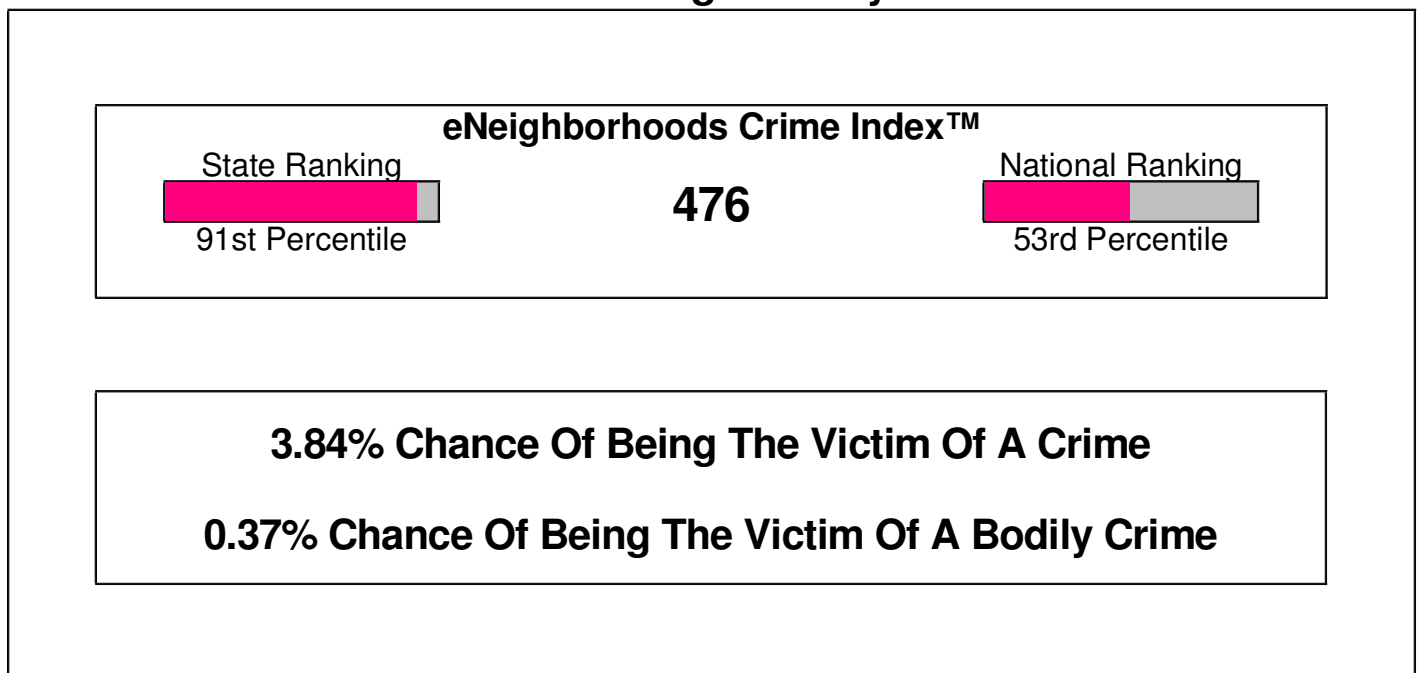 eNeighborhoods Crime Index™
State Ranking
National Ranking
476
91st Percentile
53rd Percentile
3.84% Chance Of Being The Victim Of A Crime
0.37% Chance Of Being The Victim Of A Bodily Crime